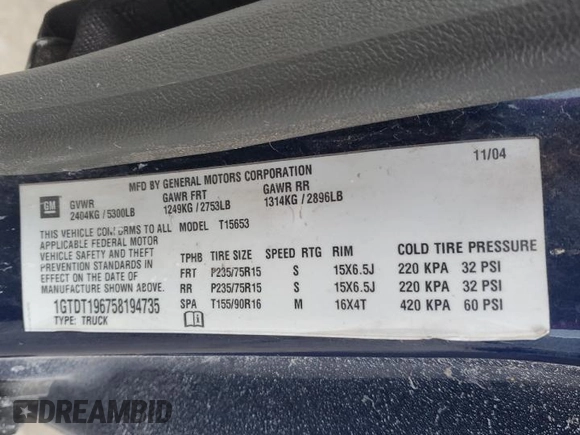 MFD BY GENERAL MOTORS CORPORATION 11/04
GM GVWR GAWR FRT GAWR RR
2404KG / 5300LB 1249KG / 2753LB 1314KG / 2896LB
THIS VEHICLE CONFORMS TO ALL MODEL T15653
APPLICABLE FEDERAL MOTOR
VEHICLE SAFETY AND THEFT
PREVENTION STANDARDS IN
EFFECT ON THE DATE OF
MANUFACTURE SHOWN ABOVE.
1GTDT196758194735
TYPE: TRUCK
TPHB TIRE SIZE SPEED RTG RIM COLD TIRE PRESSURE
FRT P235/75R15 S 15X6.5J 220 KPA 32 PSI
RR P235/75R15 S 15X6.5J 220 KPA 32 PSI
SPA T155/90R16 M 16X4T 420 KPA 60 PSI
DREAMBID